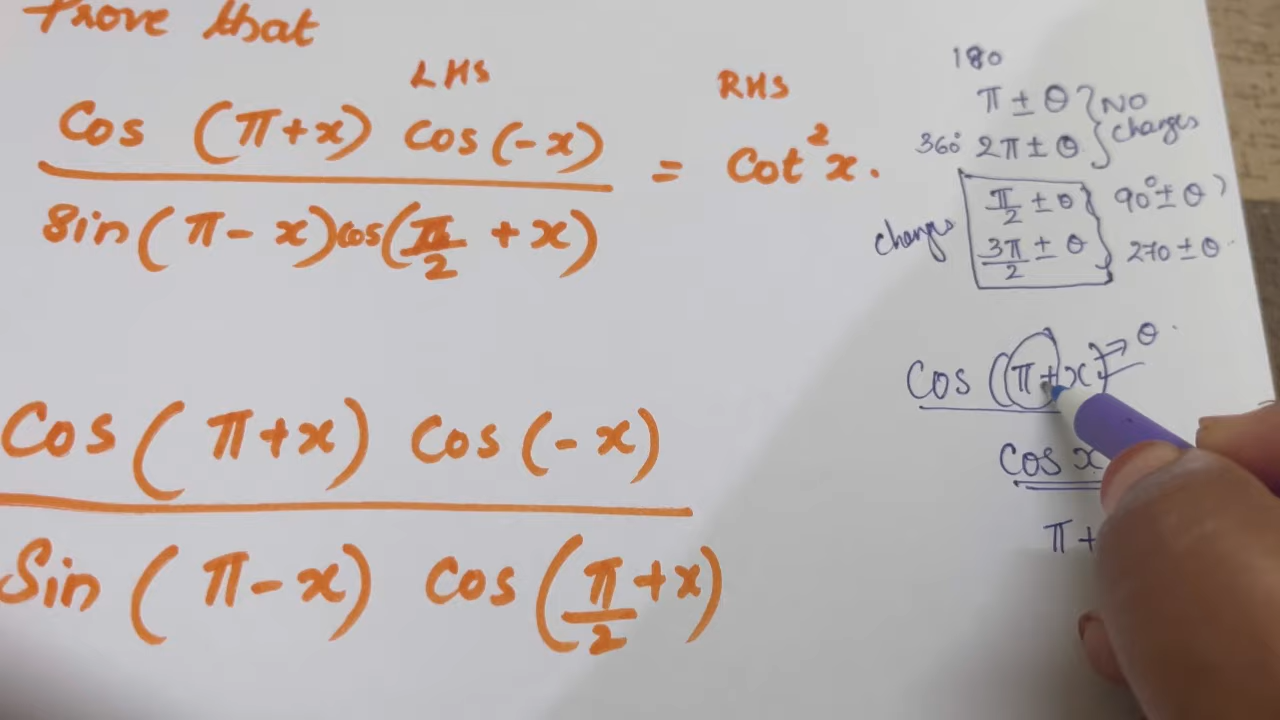 Prove that
LHS RHS
Cos (π+x) cos(-x)
sin(π-x)cos(π/2 +x)
= Cot²x.
180
π ± θ } No
360° 2π ± θ } changes
change
π/2 ± θ } 90° ± θ
3π/2 ± θ } 270 ± θ
Cos (π+x) → θ
Cos x
π+
Cos (π+x) Cos (-x)
Sin (π-x) Cos (π/2 +x)